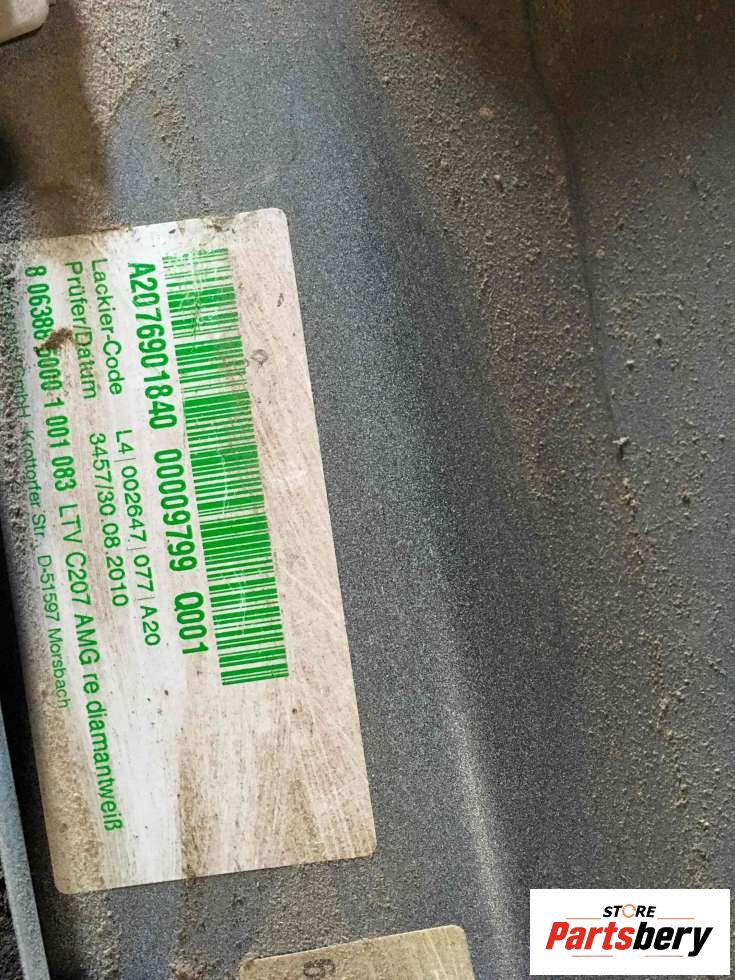 A2076901840 00009799 Q001
Lackier-Code L4|002647|077|A20
Prüfer/Datum 3457/30.08.2010
8 06388 5000 1 001 083 LTV C207 AMG re diamantweiß
GmbH, Krottorfer Str., D-51597 Morsbach
STORE
Partsbery